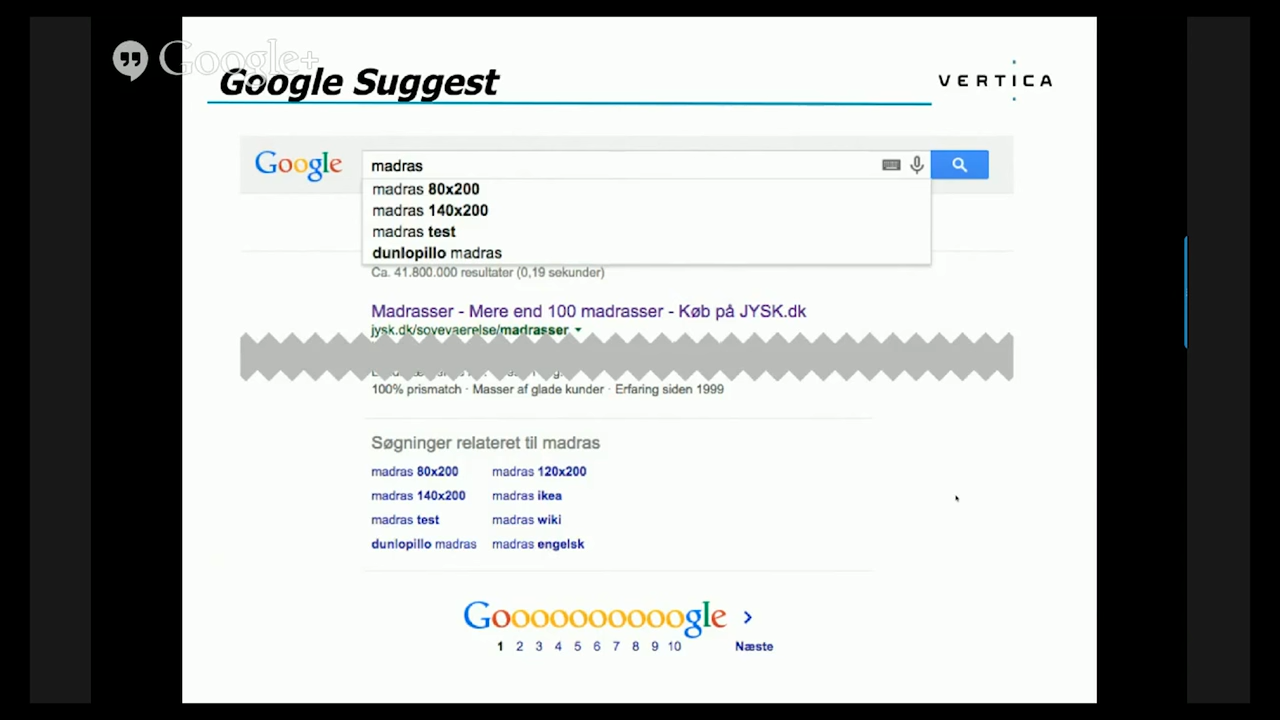 Google+
Google Suggest
VERTICA
Google
madras
madras 80x200
madras 140x200
madras test
dunlopillo madras
Ca. 41.800.000 resultater (0,19 sekunder)
Madrasser - Mere end 100 madrasser - Køb på JYSK.dk
jysk.dk/sovevaerelse/madrasser
100% prismatch · Masser af glade kunder · Erfaring siden 1999
Søgninger relateret til madras
madras 80x200 madras 120x200
madras 140x200 madras ikea
madras test madras wiki
dunlopillo madras madras engelsk
Goooooooooogle
1 2 3 4 5 6 7 8 9 10 Næste